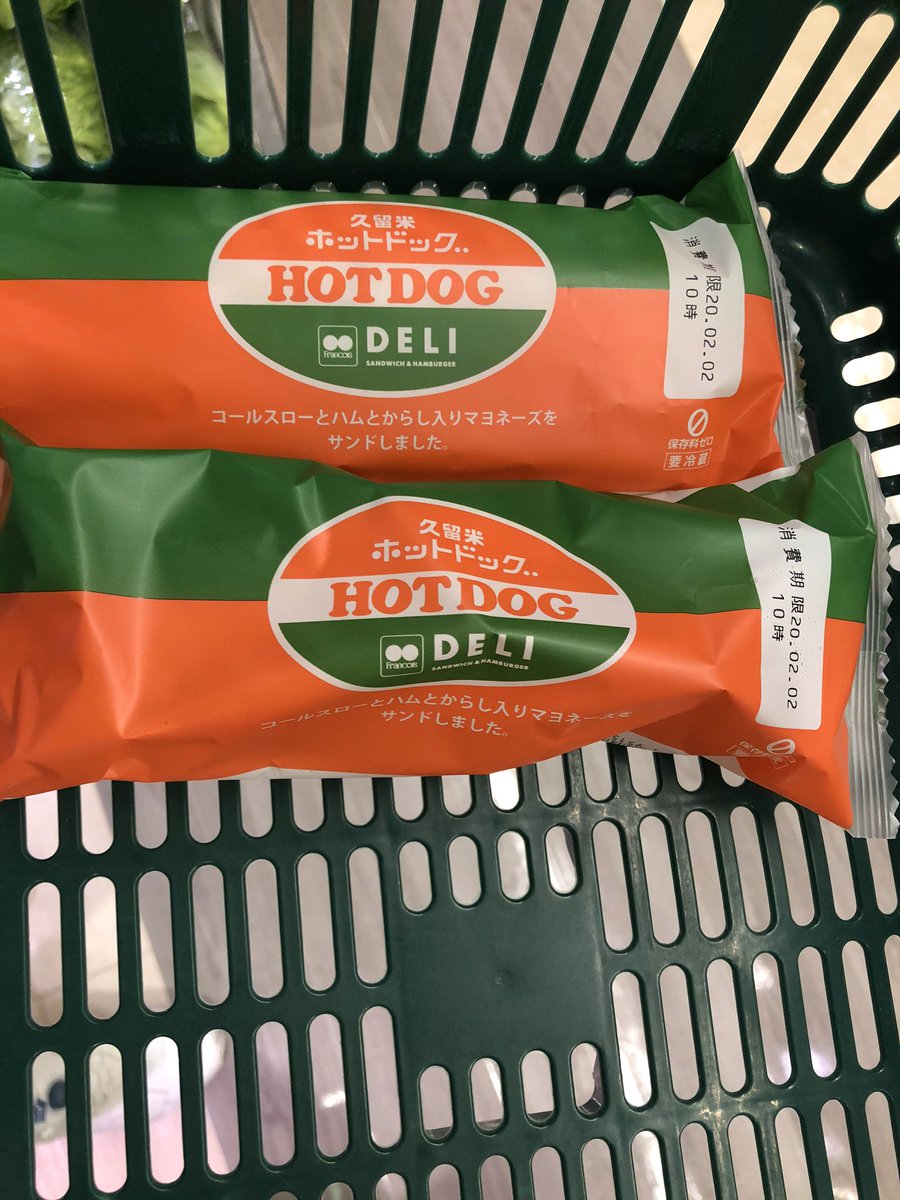 久留米
ホットドック..
HOT DOG
Francois
DELI
SANDWICH & HAMBURGER
コールスローとハムとからし入りマヨネーズを
サンドしました。
消費期限20.02.02
10時
保存料ゼロ
要冷蔵
久留米
ホットドック..
HOT DOG
Francois
DELI
SANDWICH & HAMBURGER
コールスローとハムとからし入りマヨネーズを
サンドしました。
消費期限20.02.02
10時